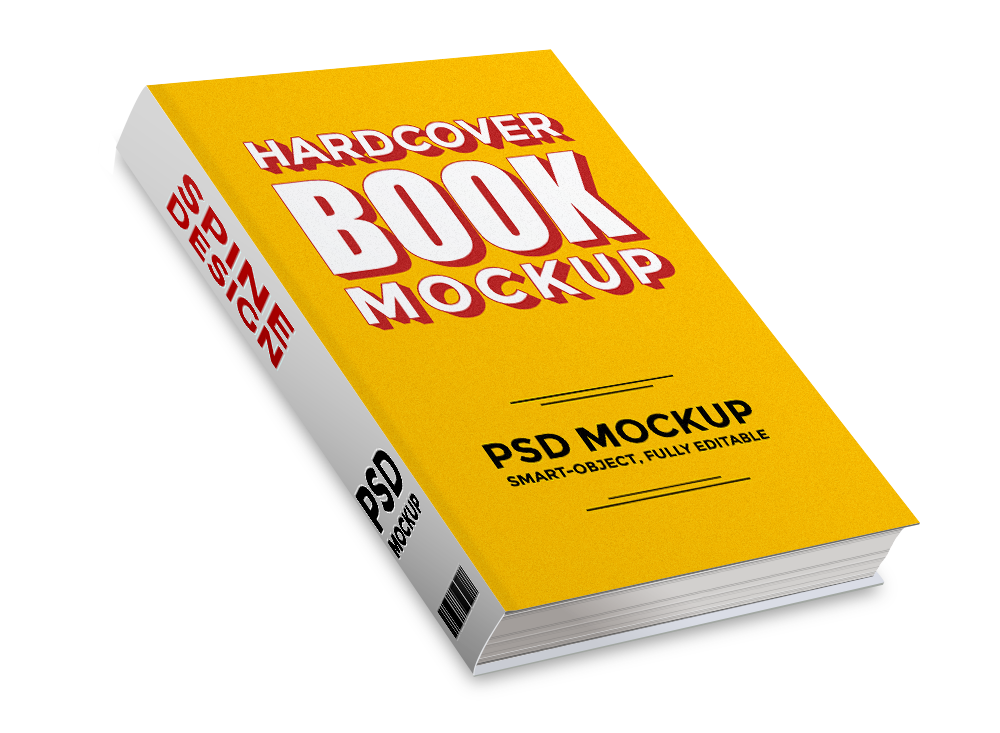 HARDCOVER
BOOK
MOCKUP
PSD MOCKUP
SMART-OBJECT, FULLY EDITABLE
SPINE
DESIGN
PSD
MOCKUP